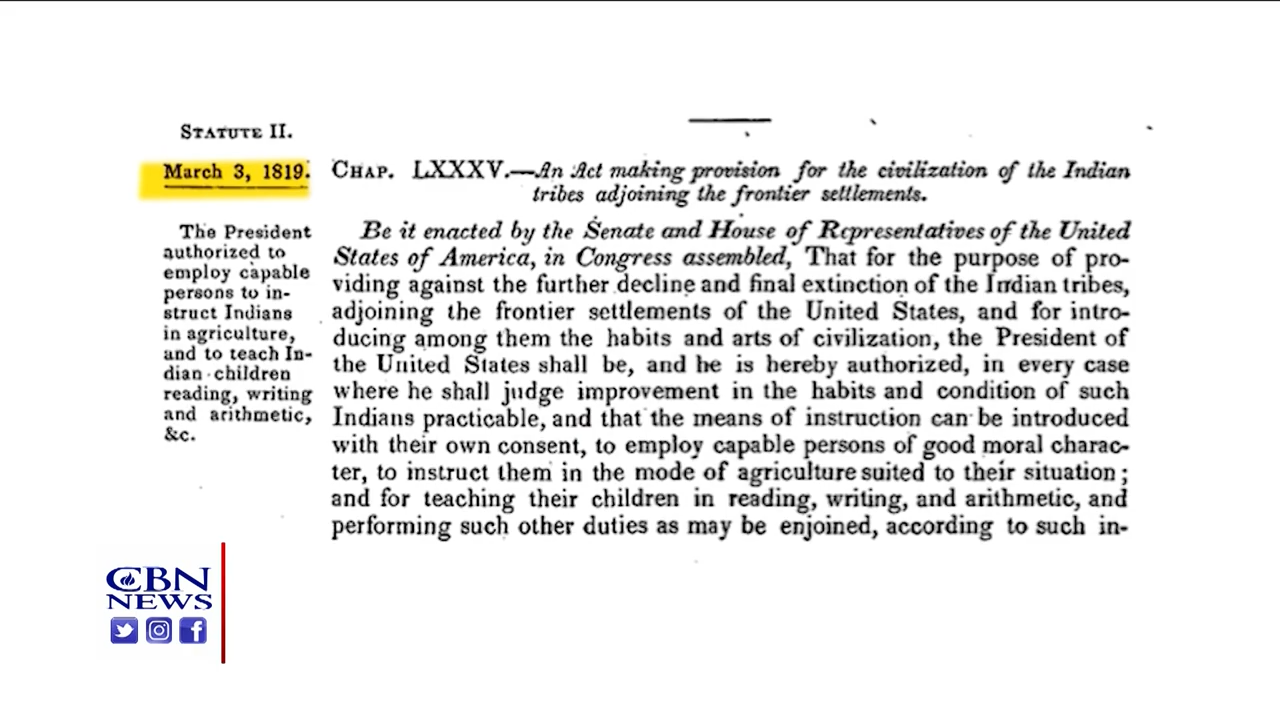 STATUTE II.
March 3, 1819.
The President
authorized to
employ capable
persons to in-
struct Indians
in agriculture,
and to teach In-
dian children
reading, writing
and arithmetic,
&c.
CHAP. LXXXV.—An Act making provision for the civilization of the Indian
tribes adjoining the frontier settlements.
Be it enacted by the Senate and House of Representatives of the United
States of America, in Congress assembled, That for the purpose of pro-
viding against the further decline and final extinction of the Indian tribes,
adjoining the frontier settlements of the United States, and for intro-
ducing among them the habits and arts of civilization, the President of
the United States shall be, and he is hereby authorized, in every case
where he shall judge improvement in the habits and condition of such
Indians practicable, and that the means of instruction can be introduced
with their own consent, to employ capable persons of good moral charac-
ter, to instruct them in the mode of agriculture suited to their situation;
and for teaching their children in reading, writing, and arithmetic, and
performing such other duties as may be enjoined, according to such in-
CBN
NEWS